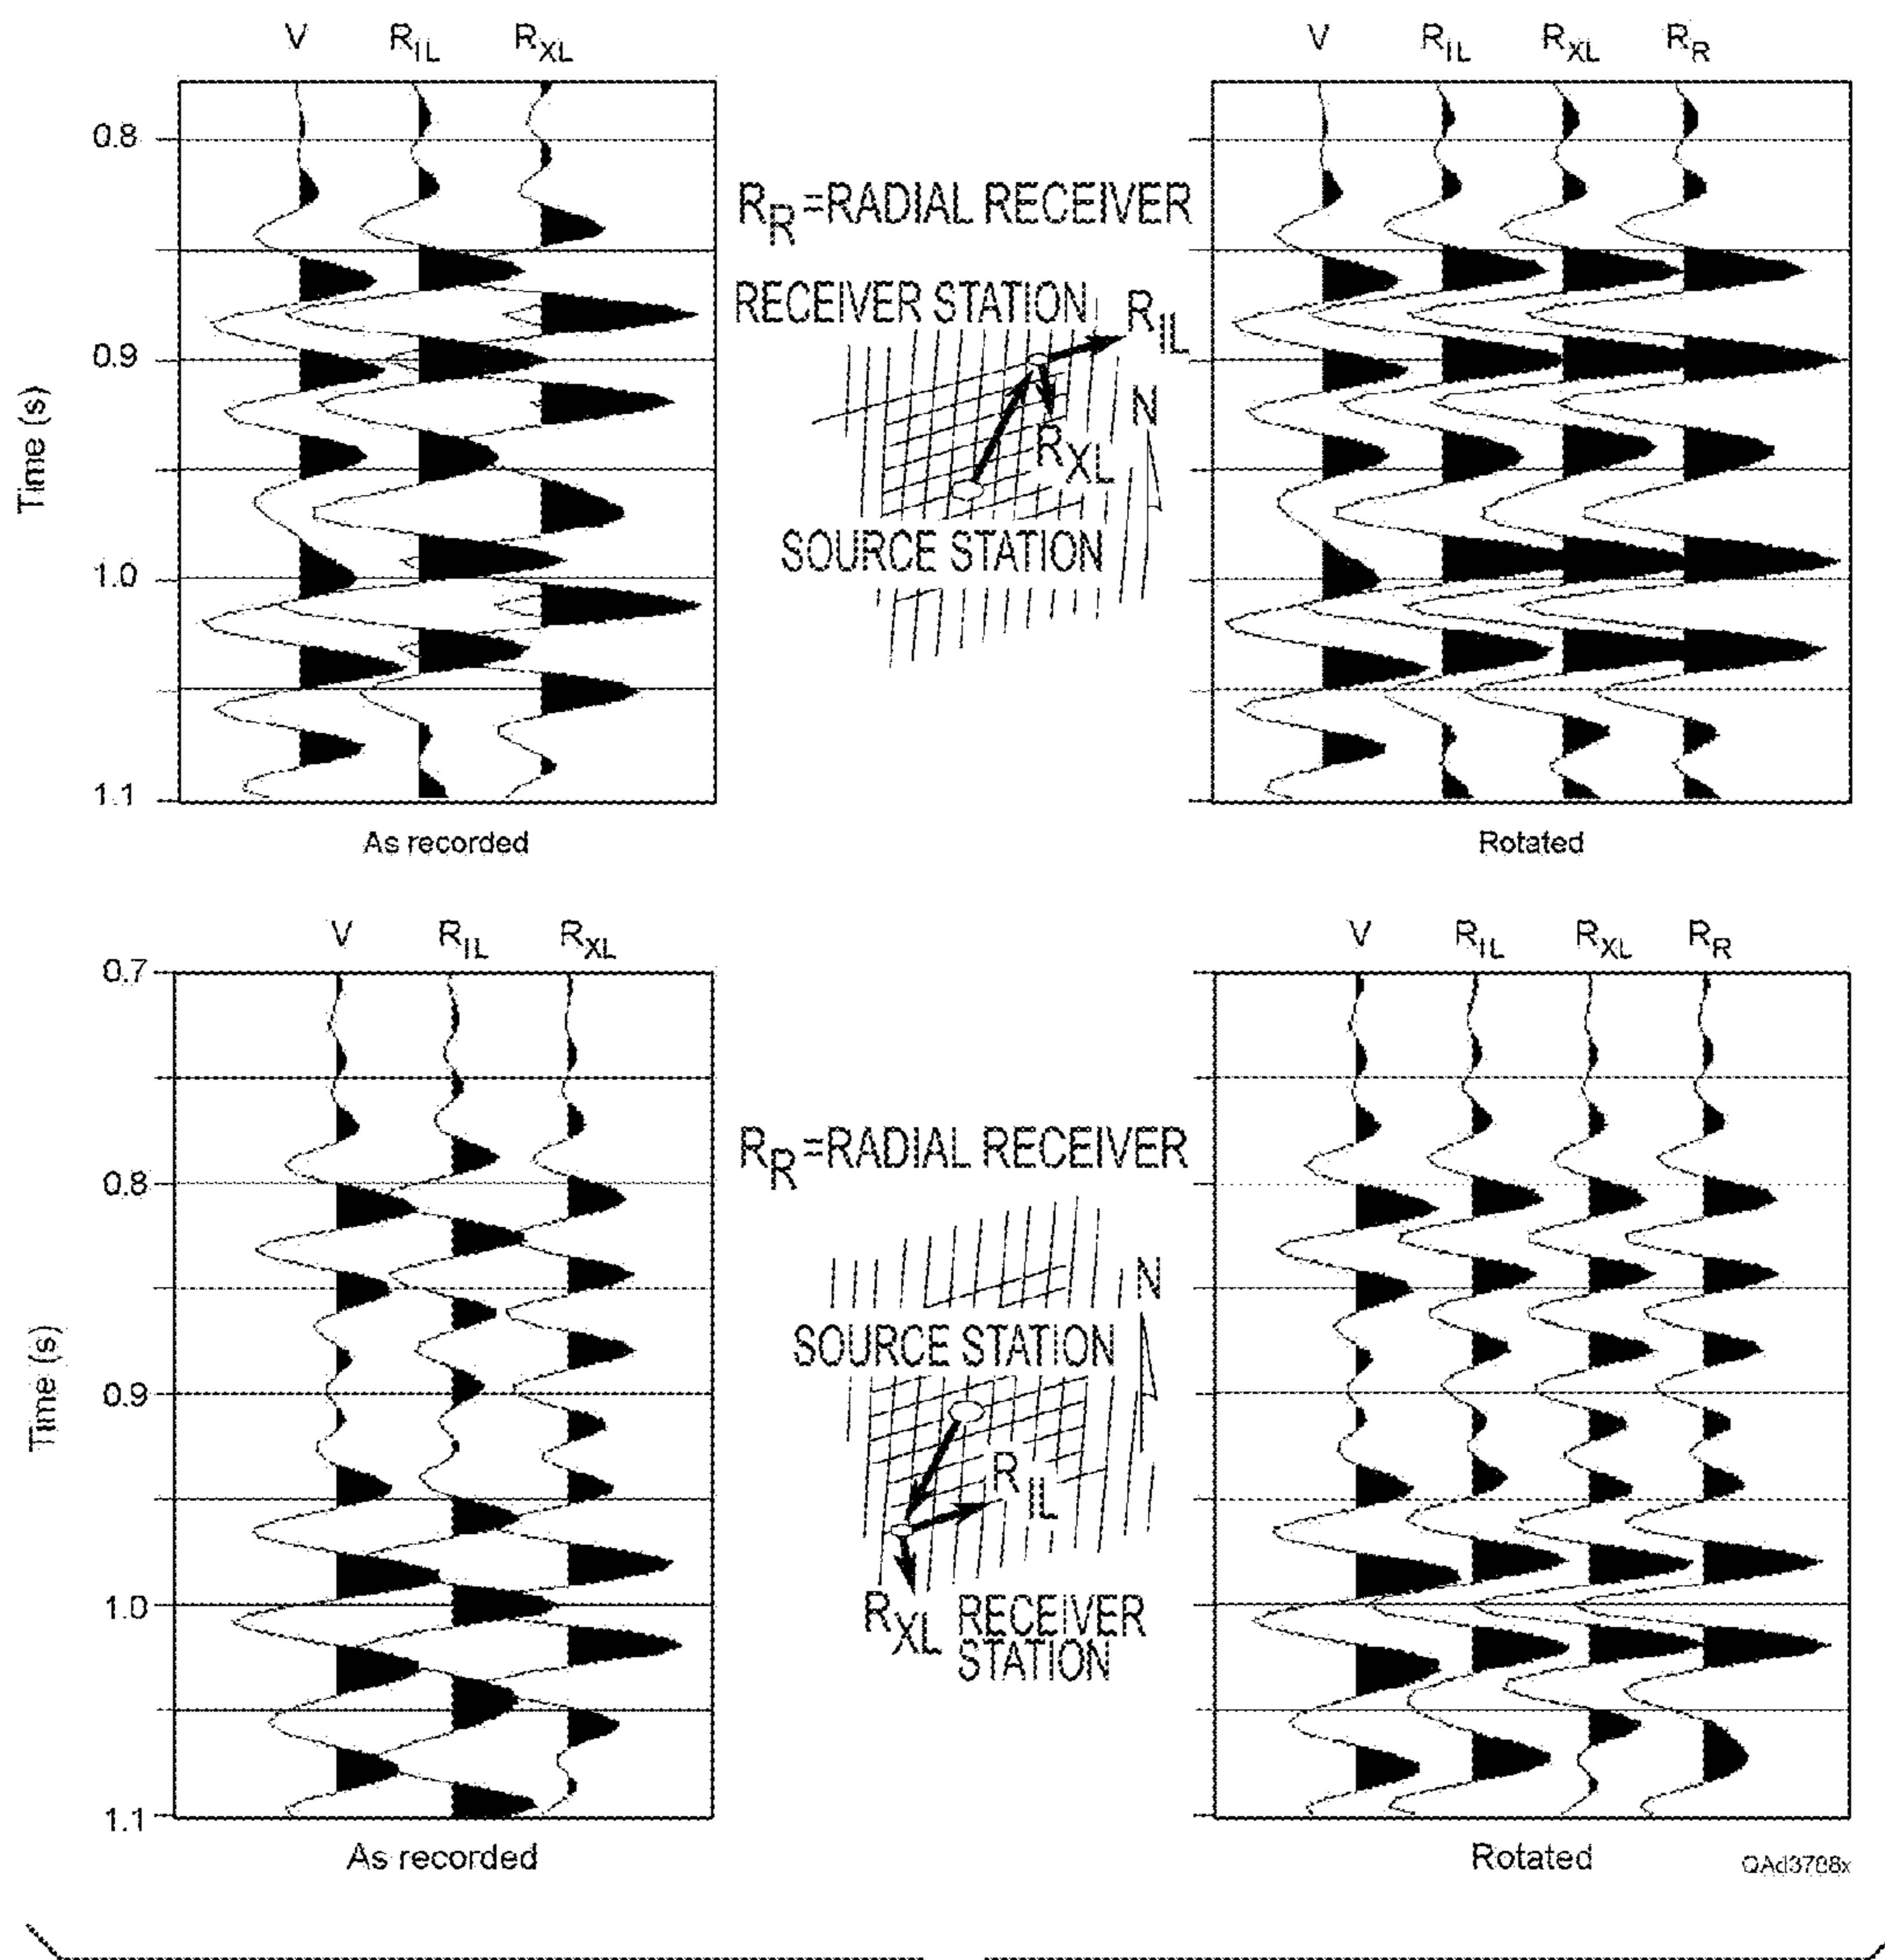 V R_IL R_XL
0.8
0.9
1.0
1.1
Time (s)
As recorded
R_R=RADIAL RECEIVER
RECEIVER STATION
R_IL
R_XL
N
SOURCE STATION
V R_IL R_XL R_R
Rotated
V R_IL R_XL
0.7
0.8
0.9
1.0
1.1
Time (s)
As recorded
R_R=RADIAL RECEIVER
N
SOURCE STATION
R_IL
R_XL RECEIVER
STATION
V R_IL R_XL R_R
Rotated
QAd3788x